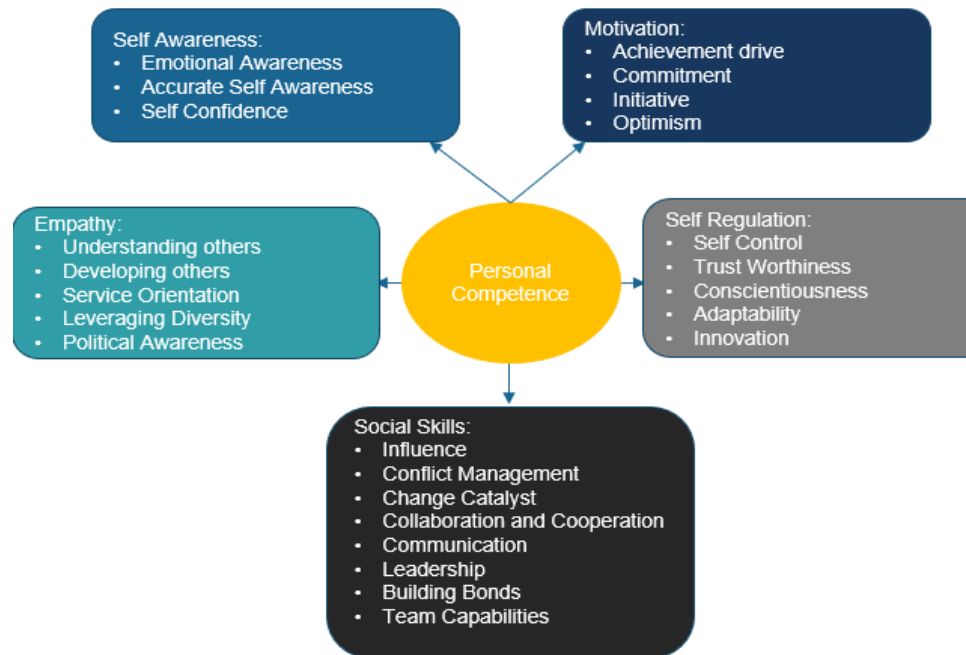 Self Awareness:
• Emotional Awareness
• Accurate Self Awareness
• Self Confidence
Motivation:
• Achievement drive
• Commitment
• Initiative
• Optimism
Empathy:
• Understanding others
• Developing others
• Service Orientation
• Leveraging Diversity
• Political Awareness
Personal
Competence
Self Regulation:
• Self Control
• Trust Worthiness
• Conscientiousness
• Adaptability
• Innovation
Social Skills:
• Influence
• Conflict Management
• Change Catalyst
• Collaboration and Cooperation
• Communication
• Leadership
• Building Bonds
• Team Capabilities